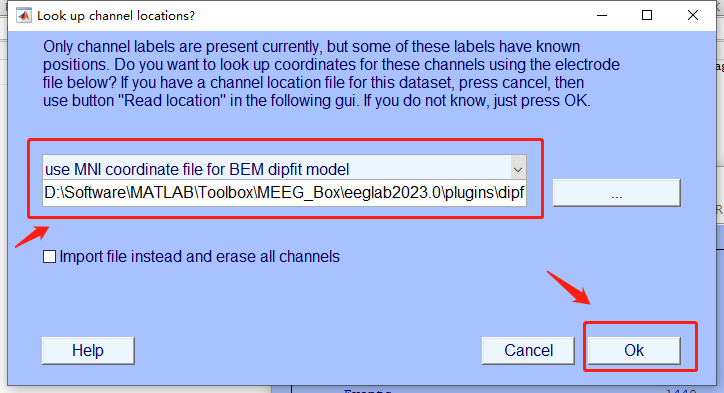 Look up channel locations?
Only channel labels are present currently, but some of these labels have known
positions. Do you want to look up coordinates for these channels using the electrode
file below? If you have a channel location file for this dataset, press cancel, then
use button "Read location" in the following gui. If you do not know, just press OK.
use MNI coordinate file for BEM dipfit model
D:\Software\MATLAB\Toolbox\MEEG_Box\eeglab2023.0\plugins\dipf
...
Import file instead and erase all channels
Help
Cancel
Ok